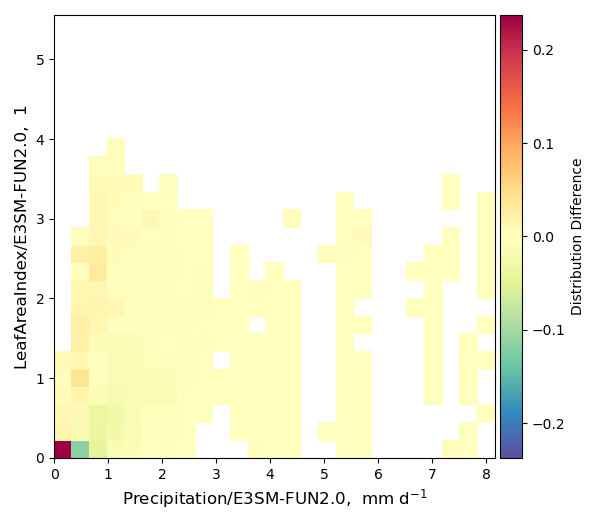 LeafAreaIndex/E3SM-FUN2.0,  1
5
4
3
2
1
0
0 1 2 3 4 5 6 7 8
Precipitation/E3SM-FUN2.0,  mm d⁻¹
0.2
0.1
0.0
−0.1
−0.2
Distribution Difference